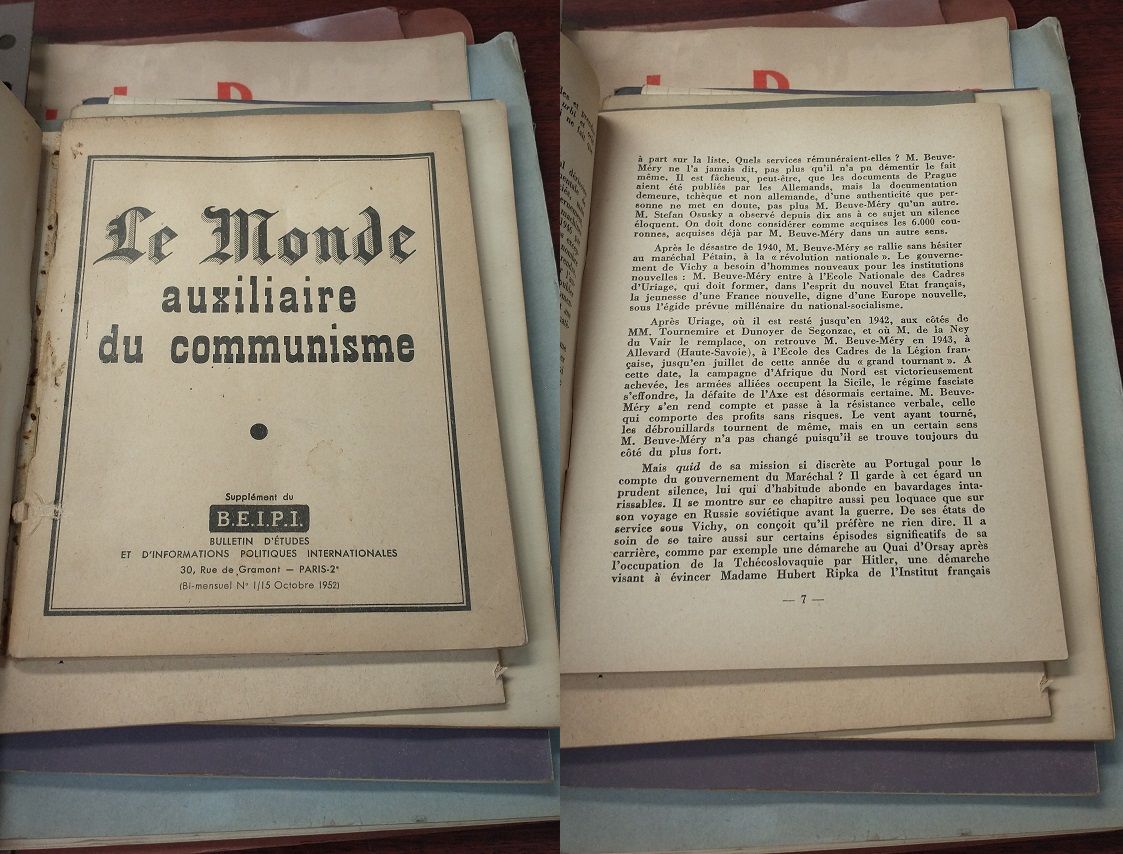 Le Monde
auxiliaire
du communisme
Supplément du
B.E.I.P.I.
BULLETIN D'ÉTUDES
ET D'INFORMATIONS POLITIQUES INTERNATIONALES
30, Rue de Gramont — PARIS-2e
(Bi-mensuel N° 1/15 Octobre 1952)
à part sur la liste. Quels services rémunéraient-elles ? M. Beuve-
Méry ne l'a jamais dit, pas plus qu'il n'a pu démentir le fait
même. Il est fâcheux, peut-être, que les documents de Prague
aient été publiés par les Allemands, mais la documentation
demeure, tchèque et non allemande, d'une authenticité que per-
sonne ne met en doute, pas plus M. Beuve-Méry qu'un autre.
M. Stefan Osusky a observé depuis dix ans à ce sujet un silence
éloquent. On doit donc considérer comme acquises les 6.000 cou-
ronnes, acquises déjà par M. Beuve-Méry dans un autre sens.
Après le désastre de 1940, M. Beuve-Méry se rallie sans hésiter
au maréchal Pétain, à la « révolution nationale ». Le gouverne-
ment de Vichy a besoin d'hommes nouveaux pour les institutions
nouvelles : M. Beuve-Méry entre à l'Ecole Nationale des Cadres
d'Uriage, qui doit former, dans l'esprit du nouvel Etat français,
la jeunesse d'une France nouvelle, digne d'une Europe nouvelle,
sous l'égide prévue millénaire du national-socialisme.
Après Uriage, où il est resté jusqu'en 1942, aux côtés de
MM. Tournemire et Dunoyer de Segonzac, et où M. de la Ney
du Vair le remplace, on retrouve M. Beuve-Méry en 1943, à
Allevard (Haute-Savoie), à l'Ecole des Cadres de la Légion fran-
çaise, jusqu'en juillet de cette année du « grand tournant ». A
cette date, la campagne d'Afrique du Nord est victorieusement
achevée, les armées alliées occupent la Sicile, le régime fasciste
s'effondre, la défaite de l'Axe est désormais certaine. M. Beuve-
Méry s'en rend compte et passe à la résistance verbale, celle
qui comporte des profits sans risques. Le vent ayant tourné,
les débrouillards tournent de même, mais en un certain sens
M. Beuve-Méry n'a pas changé puisqu'il se trouve toujours du
côté du plus fort.
Mais quid de sa mission si discrète au Portugal pour le
compte du gouvernement du Maréchal ? Il garde à cet égard un
prudent silence, lui qui d'habitude abonde en bavardages inta-
rissables. Il se montre sur ce chapitre aussi peu loquace que sur
son voyage en Russie soviétique avant la guerre. De ses états de
service sous Vichy, on conçoit qu'il préfère ne rien dire. Il a
soin de se taire aussi sur certains épisodes significatifs de sa
carrière, comme par exemple une démarche au Quai d'Orsay après
l'occupation de la Tchécoslovaquie par Hitler, une démarche
visant à évincer Madame Hubert Ripka de l'Institut français
— 7 —